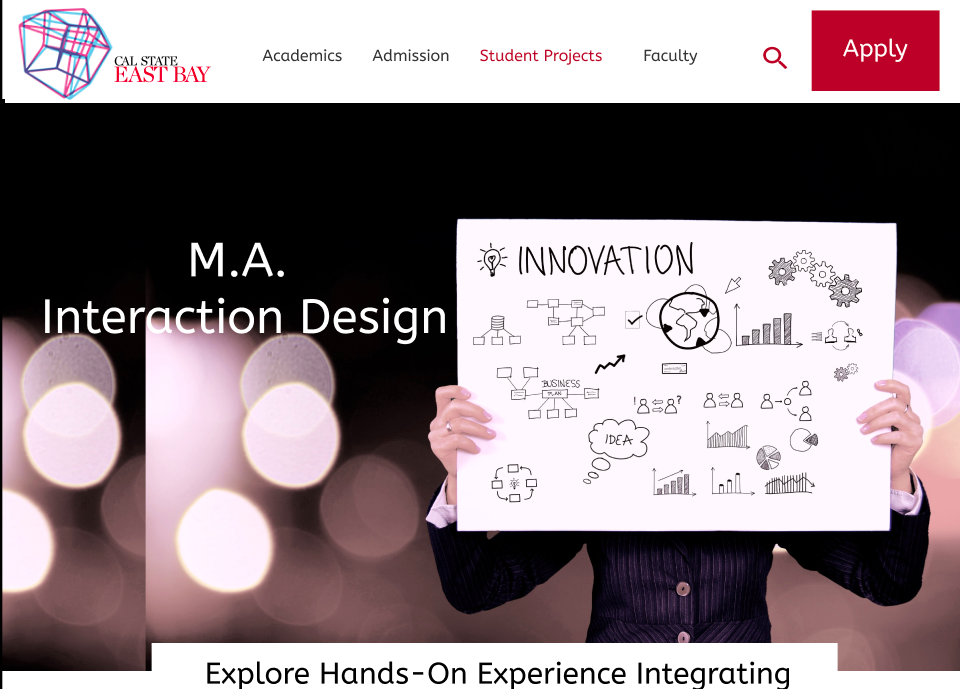 CAL STATE
EAST BAY
Academics Admission Student Projects Faculty
Apply
M.A.
Interaction Design
INNOVATION
BUSINESS
PLAN
! ?
IDEA
Explore Hands-On Experience Integrating